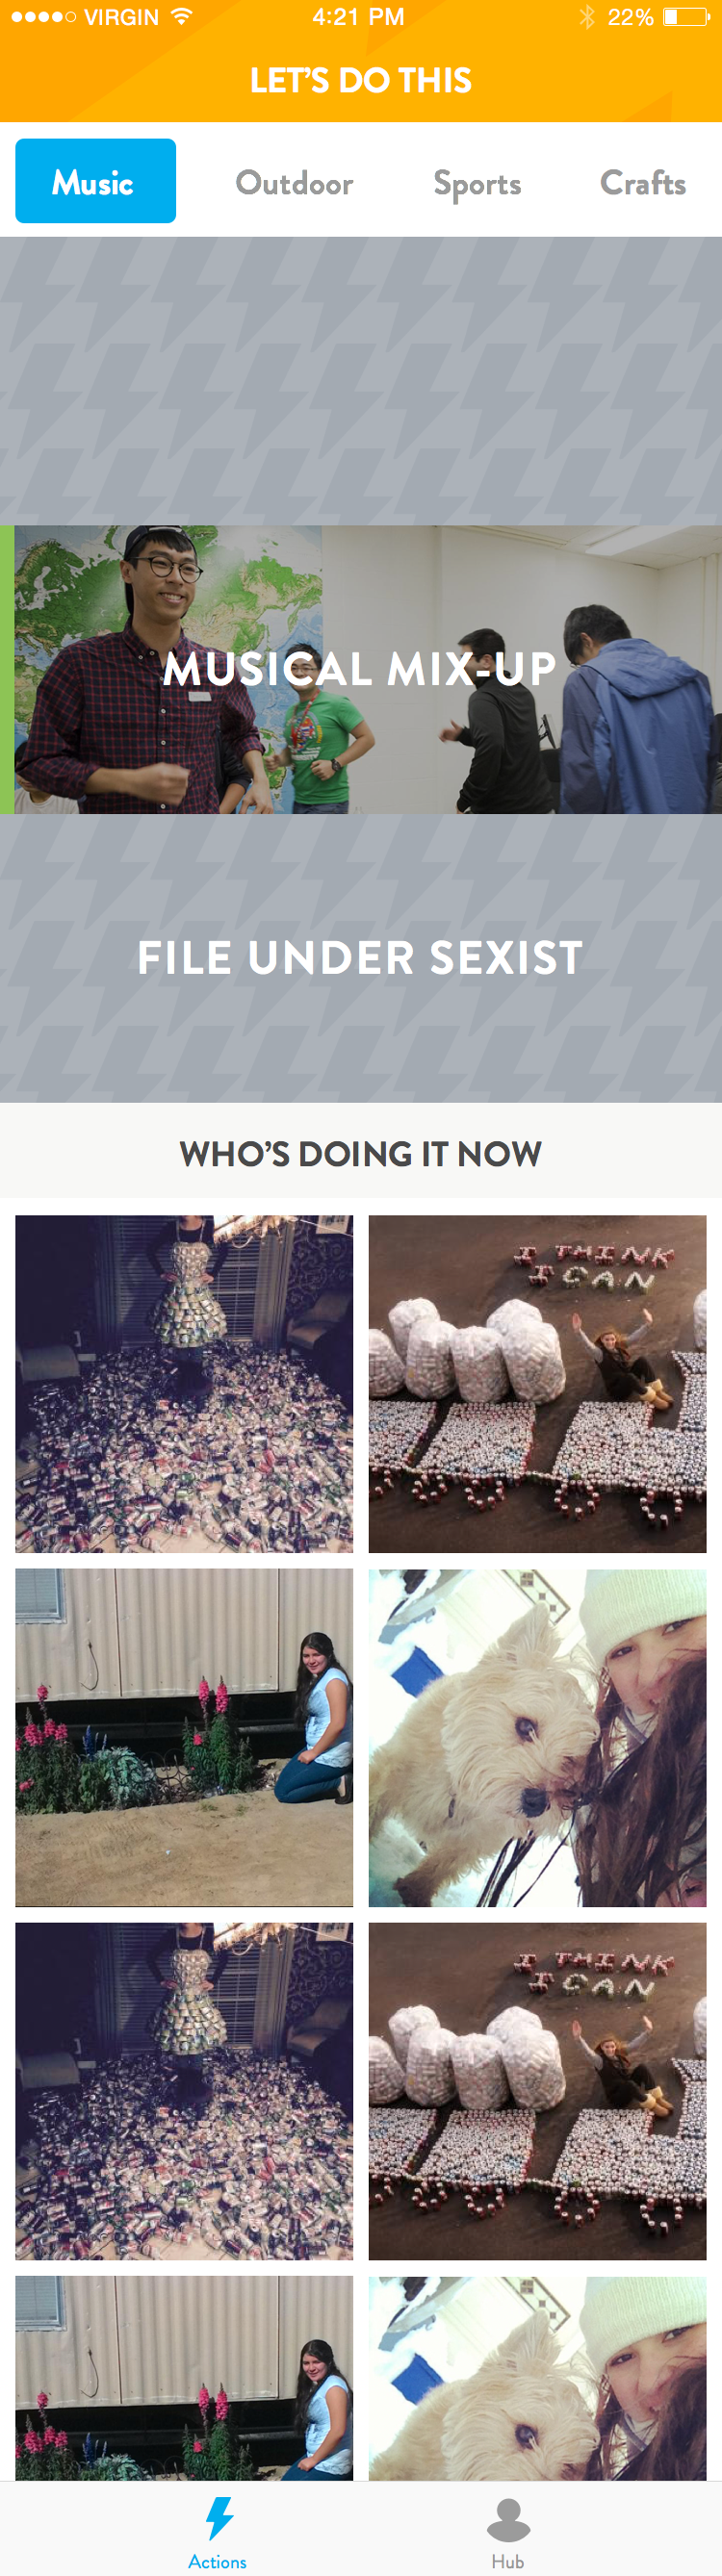 VIRGIN 4:21 PM 22%
LET'S DO THIS
Music Outdoor Sports Crafts
MUSICAL MIX-UP
FILE UNDER SEXIST
WHO'S DOING IT NOW
I THINK
I CAN
I THINK
I CAN
Actions Hub